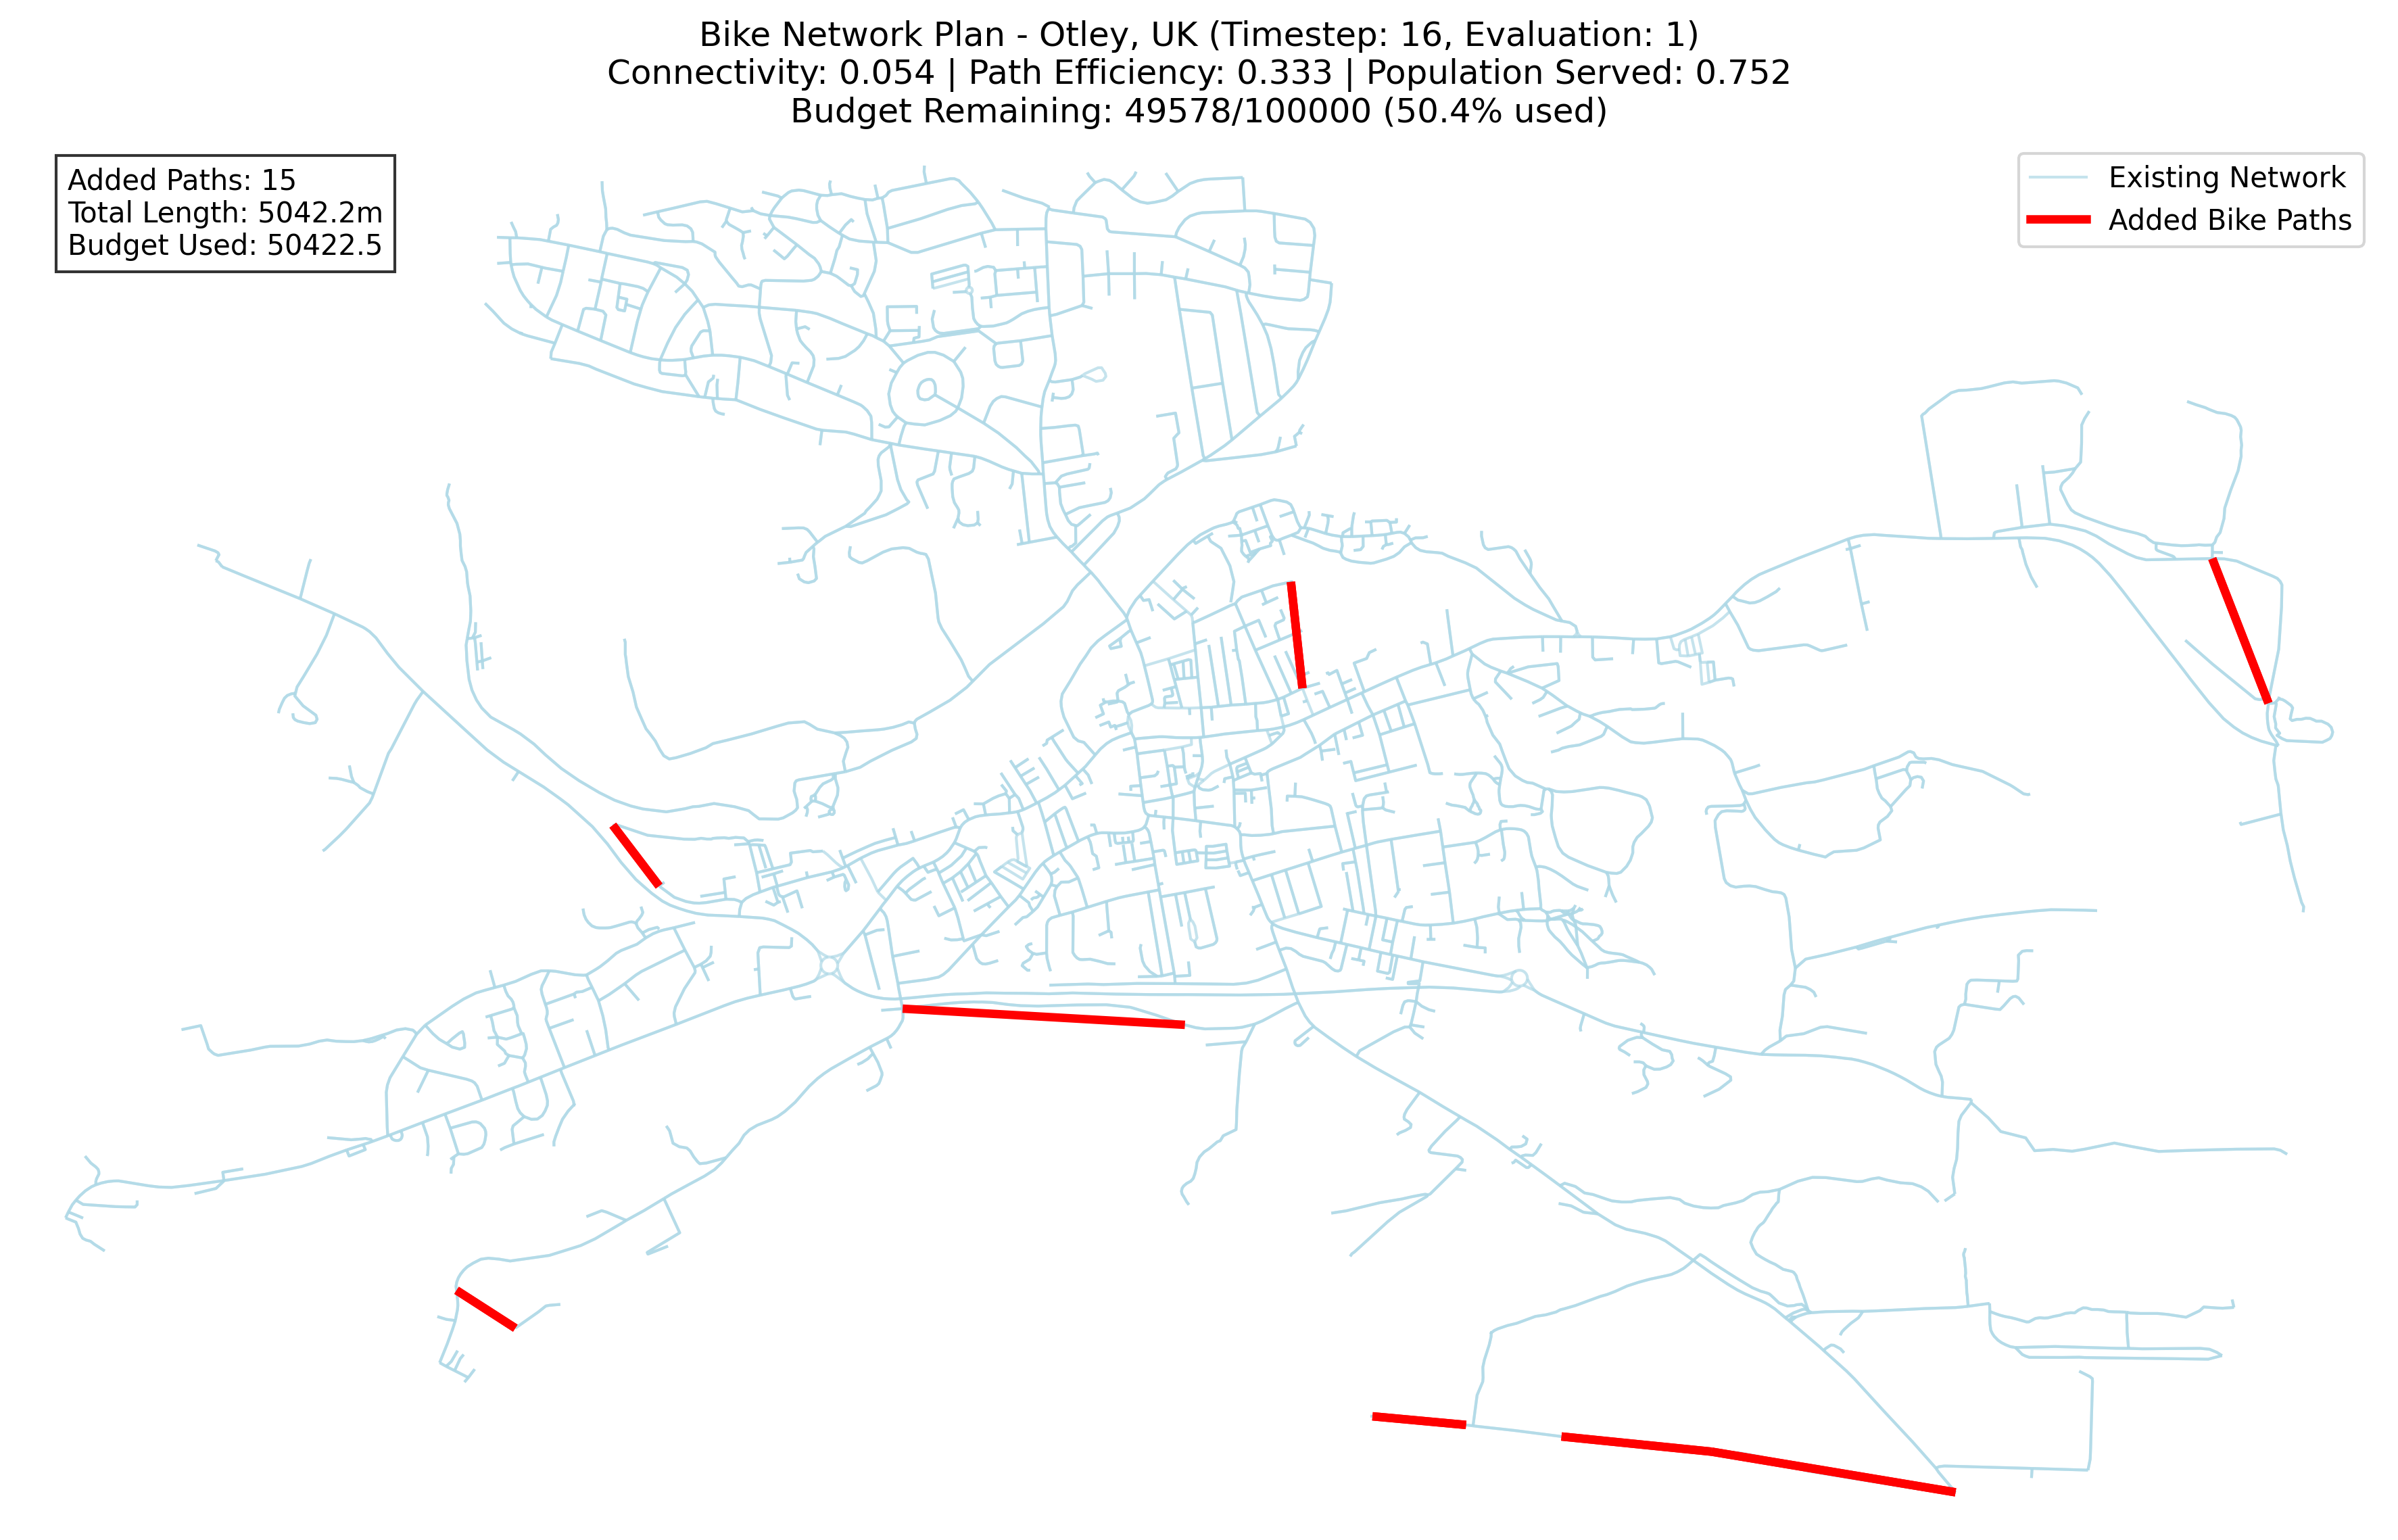 Bike Network Plan - Otley, UK (Timestep: 16, Evaluation: 1)
Connectivity: 0.054 | Path Efficiency: 0.333 | Population Served: 0.752
Budget Remaining: 49578/100000 (50.4% used)
Added Paths: 15
Total Length: 5042.2m
Budget Used: 50422.5
Existing Network
Added Bike Paths